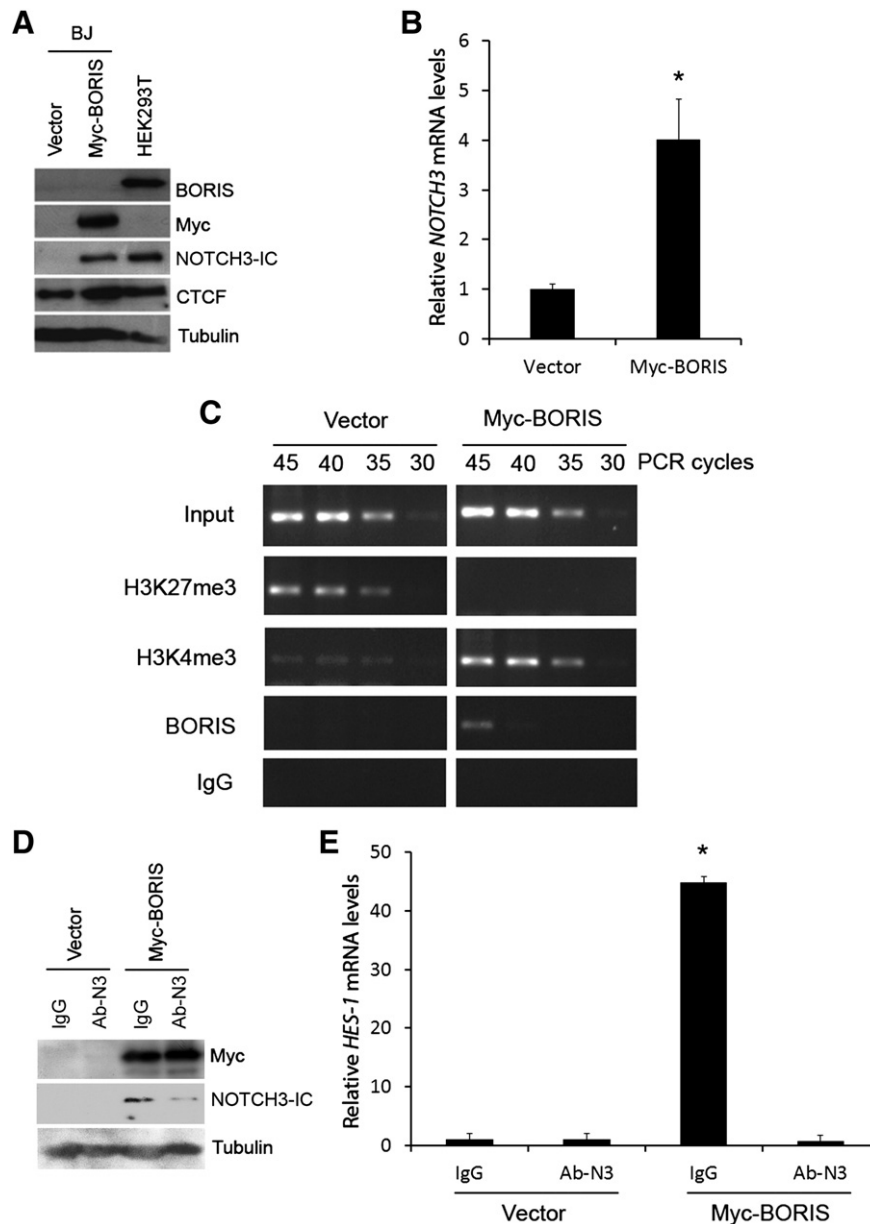 A
BJ
Vector
Myc-BORIS
HEK293T
BORIS
Myc
NOTCH3-IC
CTCF
Tubulin
B
Relative NOTCH3 mRNA levels
6
5
4
3
2
1
0
*
Vector
Myc-BORIS
C
Vector Myc-BORIS
45 40 35 30 45 40 35 30 PCR cycles
Input
H3K27me3
H3K4me3
BORIS
IgG
D
Vector
Myc-BORIS
IgG
Ab-N3
IgG
Ab-N3
Myc
NOTCH3-IC
Tubulin
E
Relative HES-1 mRNA levels
50
40
30
20
10
0
*
IgG Ab-N3 IgG Ab-N3
Vector Myc-BORIS